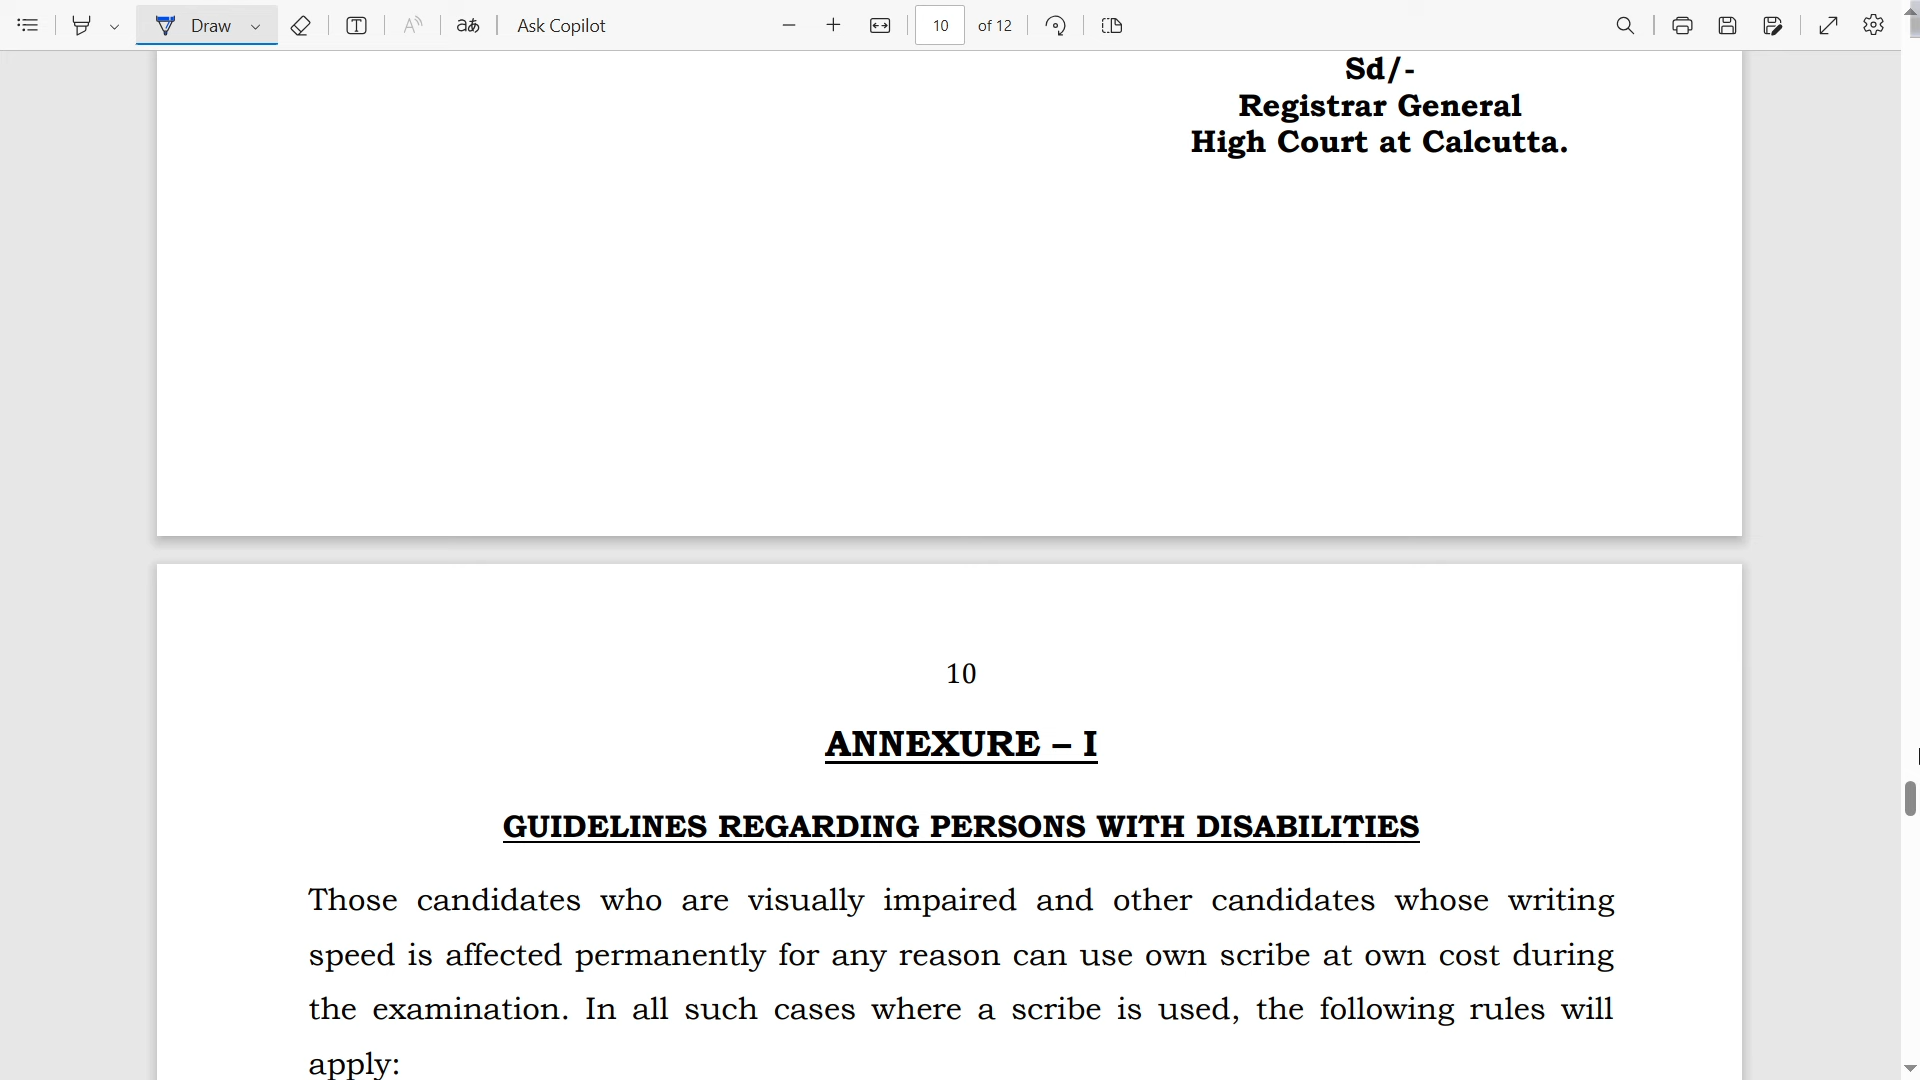 Draw
aあ
Ask Copilot
10
of 12
Sd/-
Registrar General
High Court at Calcutta.
10
ANNEXURE – I
GUIDELINES REGARDING PERSONS WITH DISABILITIES
Those candidates who are visually impaired and other candidates whose writing
speed is affected permanently for any reason can use own scribe at own cost during
the examination. In all such cases where a scribe is used, the following rules will
apply: